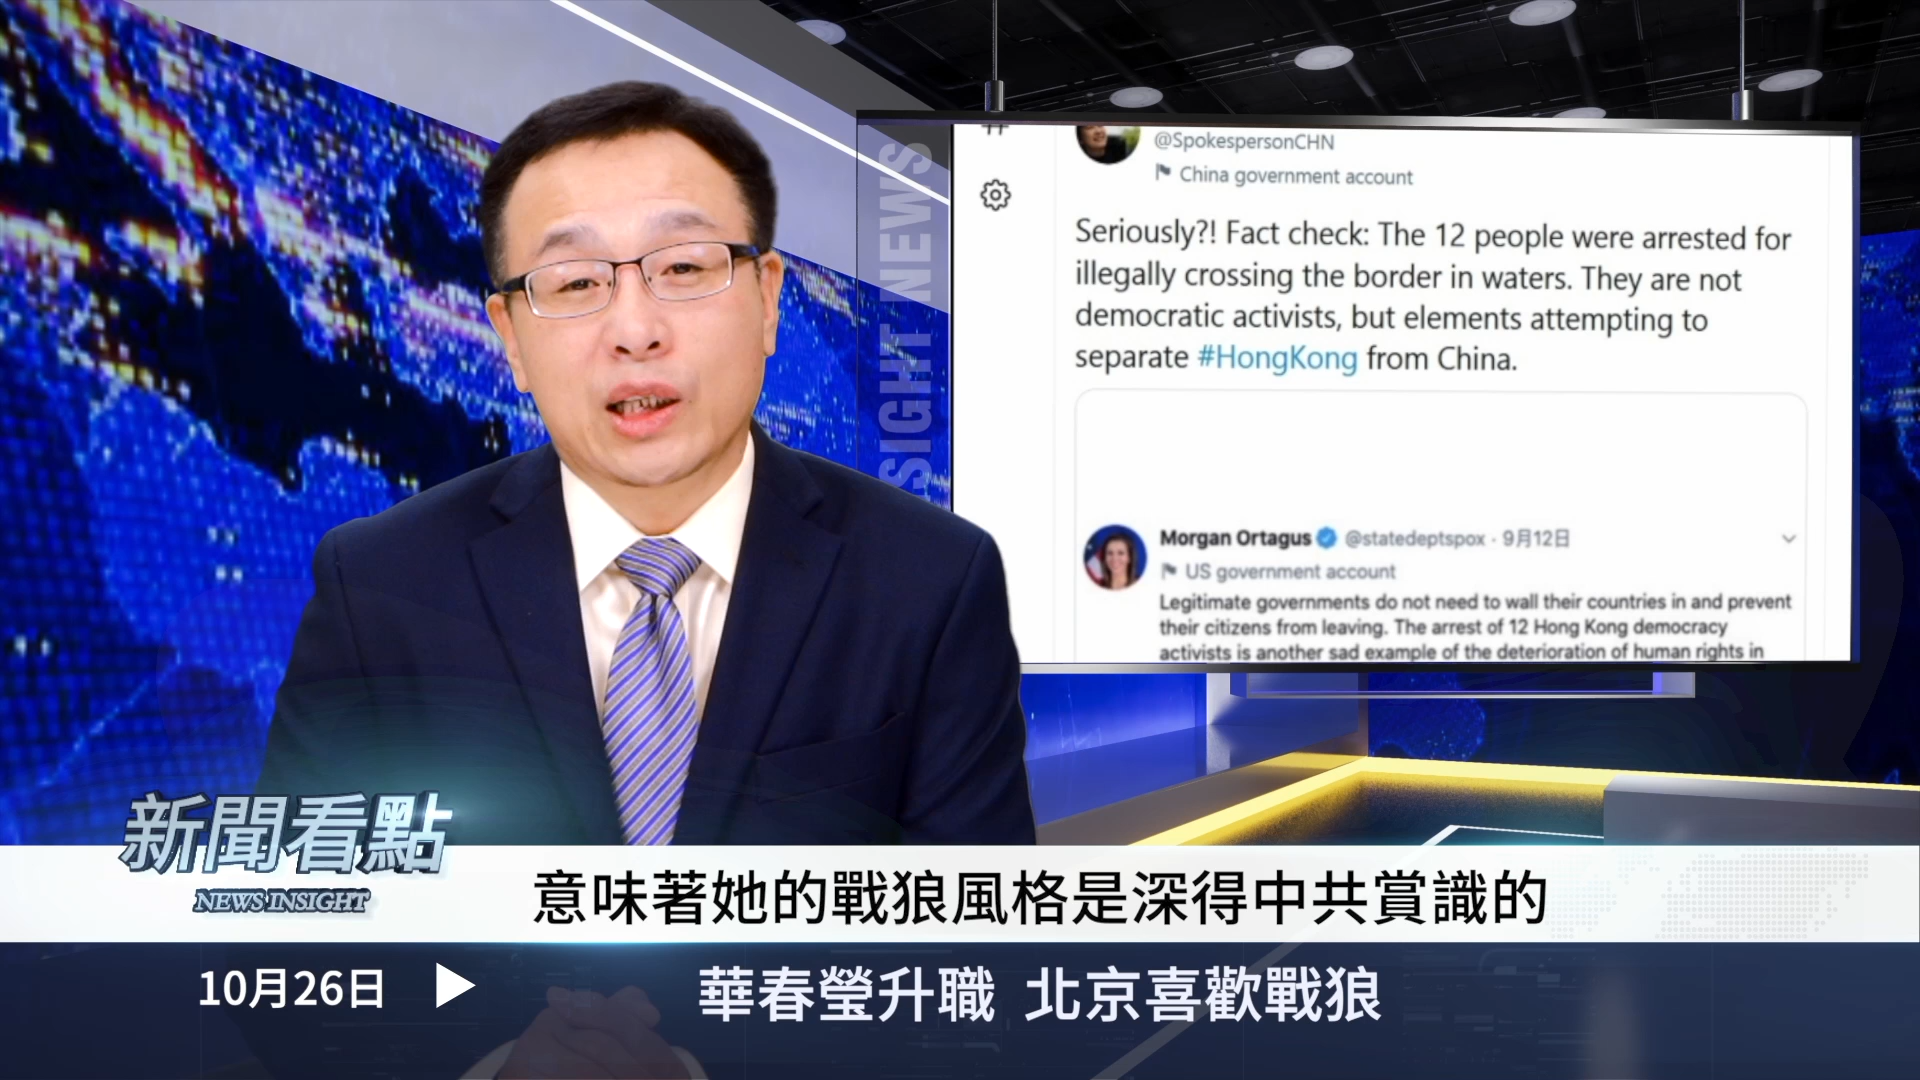 @SpokespersonCHN
China government account
Seriously?! Fact check: The 12 people were arrested for
illegally crossing the border in waters. They are not
democratic activists, but elements attempting to
separate #HongKong from China.
Morgan Ortagus @statedeptspox · 9月12日
US government account
Legitimate governments do not need to wall their countries in and prevent
their citizens from leaving. The arrest of 12 Hong Kong democracy
activists is another sad example of the deterioration of human rights in
SIGHT NEWS
新聞看點
NEWS INSIGHT
意味著她的戰狼風格是深得中共賞識的
10月26日
華春瑩升職 北京喜歡戰狼